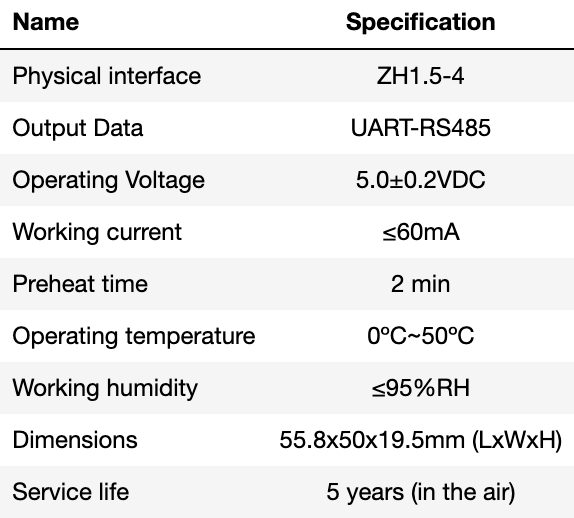 Name Specification
Physical interface ZH1.5-4
Output Data UART-RS485
Operating Voltage 5.0±0.2VDC
Working current ≤60mA
Preheat time 2 min
Operating temperature 0ºC~50ºC
Working humidity ≤95%RH
Dimensions 55.8x50x19.5mm (LxWxH)
Service life 5 years (in the air)